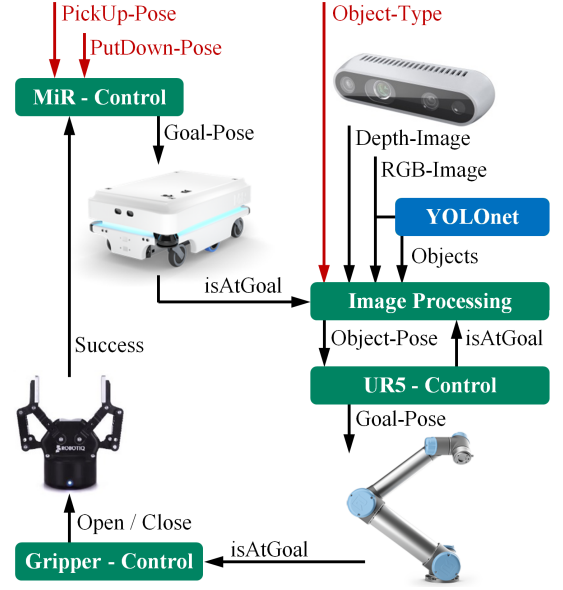 PickUp-Pose
PutDown-Pose
Object-Type
MiR - Control
Goal-Pose
Depth-Image
RGB-Image
YOLOnet
Objects
isAtGoal
Image Processing
Object-Pose
isAtGoal
Success
UR5 - Control
Goal-Pose
ROBOTIQ
Open / Close
isAtGoal
Gripper - Control